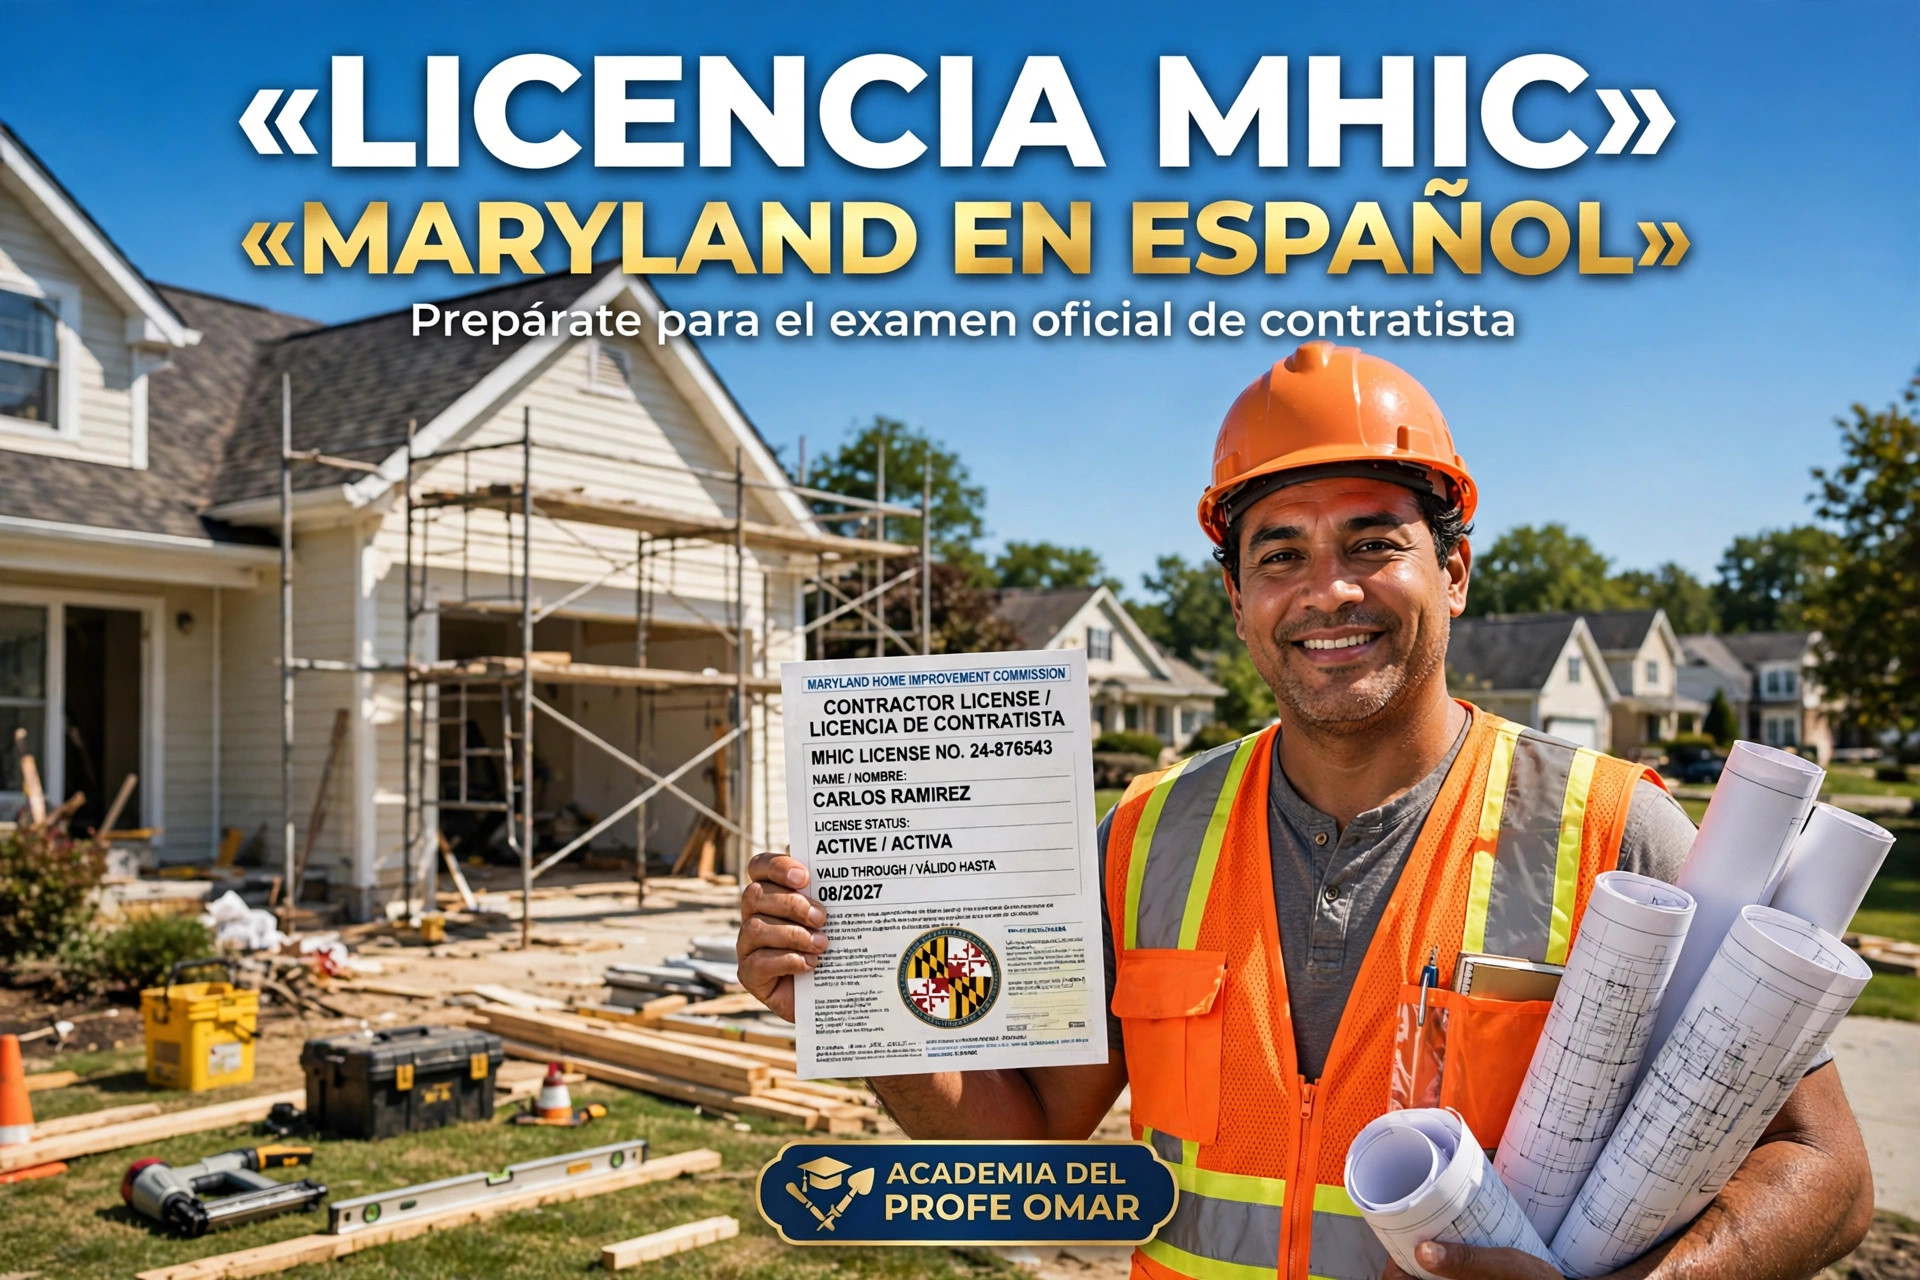 «LICENCIA MHIC»
«MARYLAND EN ESPAÑOL»
Prepárate para el examen oficial de contratista
MARYLAND HOME IMPROVEMENT COMMISSION
CONTRACTOR LICENSE /
LICENCIA DE CONTRATISTA
MHIC LICENSE NO. 24-876543
NAME / NOMBRE:
CARLOS RAMIREZ
LICENSE STATUS:
ACTIVE / ACTIVA
VALID THROUGH / VÁLIDO HASTA
08/2027
ACADEMIA DEL
PROFE OMAR